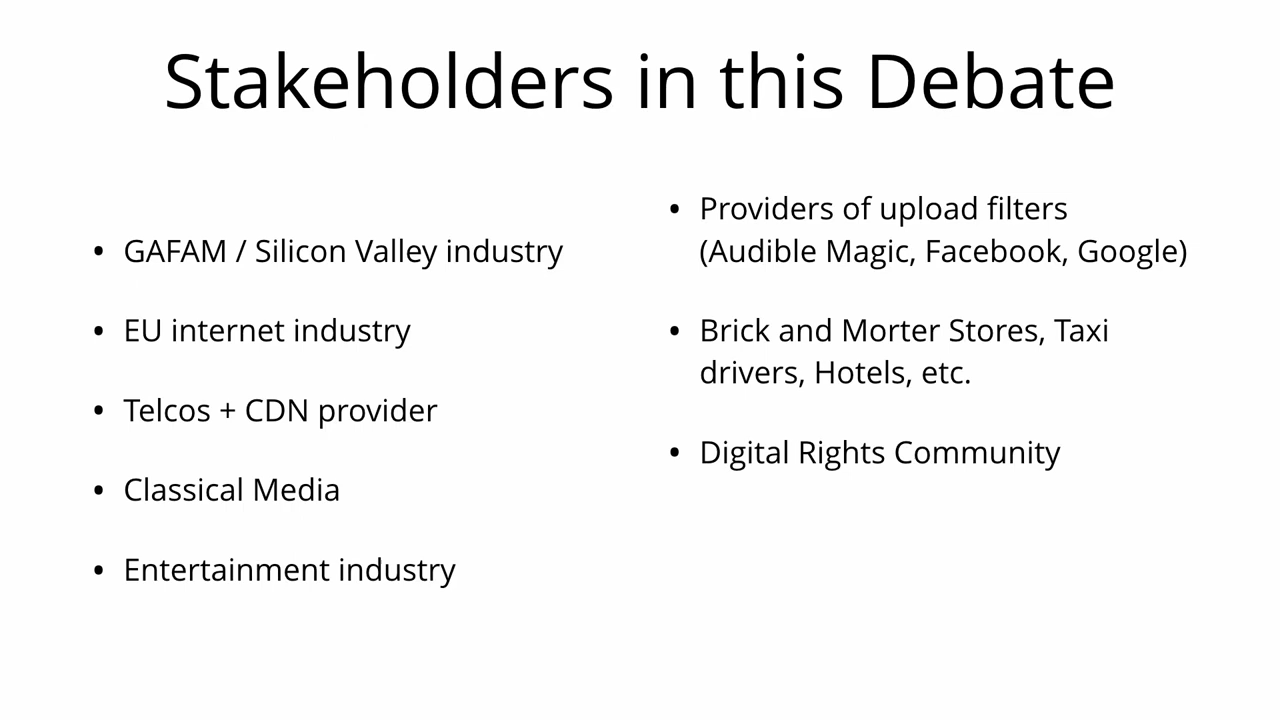 Stakeholders in this Debate
• GAFAM / Silicon Valley industry
• EU internet industry
• Telcos + CDN provider
• Classical Media
• Entertainment industry
• Providers of upload filters
(Audible Magic, Facebook, Google)
• Brick and Morter Stores, Taxi
drivers, Hotels, etc.
• Digital Rights Community